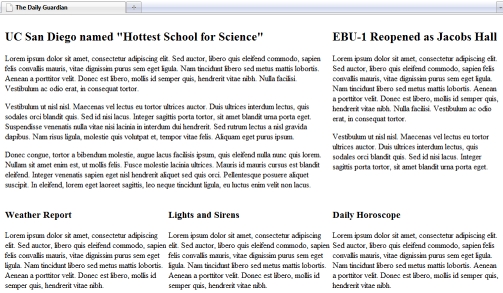 The Daily Guardian
UC San Diego named "Hottest School for Science"
Lorem ipsum dolor sit amet, consectetur adipiscing elit. Sed auctor, libero quis eleifend commodo, sapien
felis convallis mauris, vitae dignissim purus sem eget ligula. Nam tincidunt libero sed metus mattis lobortis.
Aenean a porttitor velit. Donec est libero, mollis id semper quis, hendrerit vitae nibh. Nulla facilisi.
Vestibulum ac odio erat, in consequat tortor.
Vestibulum ut nisl nisl. Maecenas vel lectus eu tortor ultrices auctor. Duis ultrices interdum lectus, quis
sodales orci blandit quis. Sed id nisi lacus. Integer sagittis porta tortor, sit amet blandit urna porta eget.
Suspendisse venenatis nulla vitae nisi lacinia in interdum dui hendrerit. Sed rutrum lectus a nisl gravida
dapibus. Nam risus ligula, molestie quis volutpat et, tempor vitae felis. Aliquam eget purus ipsum.
Donec congue, tortor a bibendum molestie, augue lacus facilisis ipsum, quis eleifend nulla nunc quis lorem.
Nullam sit amet enim est, ut mollis felis. Fusce molestie lacinia ultrices. Mauris id mauris cursus est blandit
eleifend. Integer venenatis sapien eget nisl hendrerit aliquet sed quis orci. Pellentesque posuere aliquet
suscipit. In eleifend, lorem eget laoreet sagittis, leo neque tincidunt ligula, eu luctus enim velit non lacus.
EBU-1 Reopened as Jacobs Hall
Lorem ipsum dolor sit amet, consectetur adipiscing elit.
Sed auctor, libero quis eleifend commodo, sapien felis
convallis mauris, vitae dignissim purus sem eget ligula.
Nam tincidunt libero sed metus mattis lobortis. Aenean
a porttitor velit. Donec est libero, mollis id semper quis,
hendrerit vitae nibh. Nulla facilisi. Vestibulum ac odio
erat, in consequat tortor.
Vestibulum ut nisl nisl. Maecenas vel lectus eu tortor
ultrices auctor. Duis ultrices interdum lectus, quis
sodales orci blandit quis. Sed id nisi lacus. Integer
sagittis porta tortor, sit amet blandit urna porta eget.
Weather Report
Lorem ipsum dolor sit amet, consectetur adipiscing
elit. Sed auctor, libero quis eleifend commodo, sapien
felis convallis mauris, vitae dignissim purus sem eget
ligula. Nam tincidunt libero sed metus mattis lobortis.
Aenean a porttitor velit. Donec est libero, mollis id
semper quis, hendrerit vitae nibh.
Lights and Sirens
Lorem ipsum dolor sit amet, consectetur adipiscing
elit. Sed auctor, libero quis eleifend commodo, sapien
felis convallis mauris, vitae dignissim purus sem eget
ligula. Nam tincidunt libero sed metus mattis lobortis.
Aenean a porttitor velit. Donec est libero, mollis id
semper quis, hendrerit vitae nibh.
Daily Horoscope
Lorem ipsum dolor sit amet, consectetur adipiscing elit.
Sed auctor, libero quis eleifend commodo, sapien felis
convallis mauris, vitae dignissim purus sem eget ligula.
Nam tincidunt libero sed metus mattis lobortis. Aenean
a porttitor velit. Donec est libero, mollis id semper quis,
hendrerit vitae nibh.